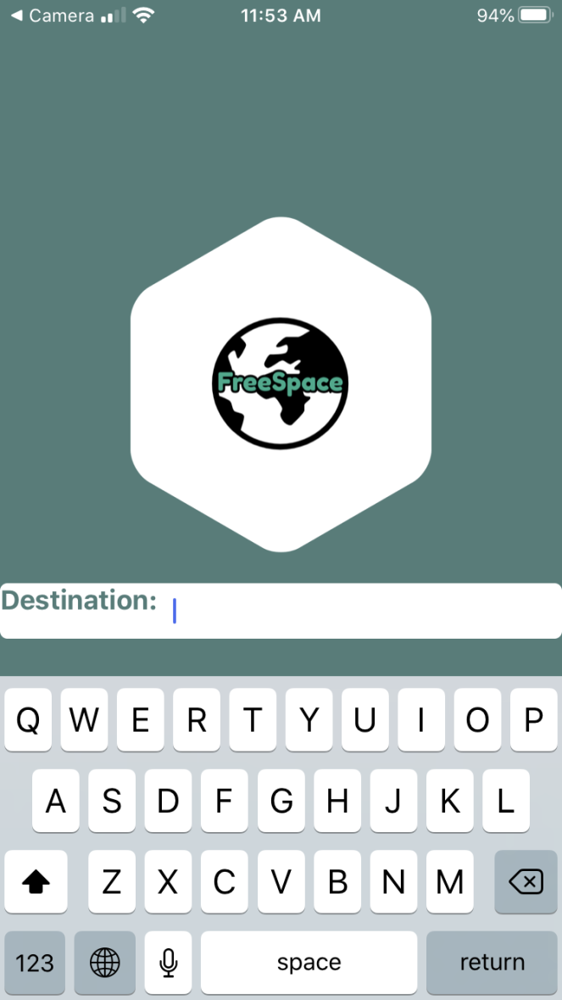 Camera 11:53 AM 94%
FreeSpace
Destination:
Q W E R T Y U I O P
A S D F G H J K L
Z X C V B N M
123 space return